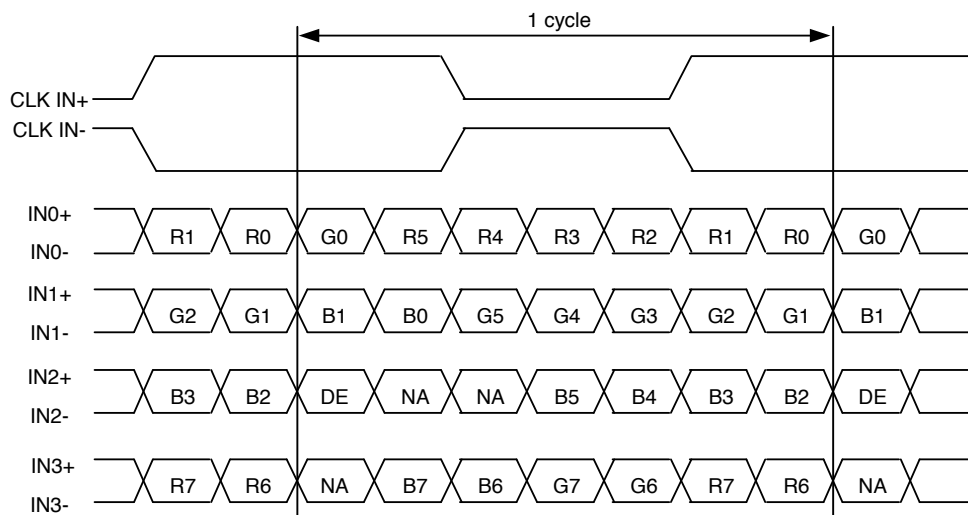 1 cycle
CLK IN+
CLK IN-
IN0+
R1 R0 G0 R5 R4 R3 R2 R1 R0 G0
IN0-
IN1+
G2 G1 B1 B0 G5 G4 G3 G2 G1 B1
IN1-
IN2+
B3 B2 DE NA NA B5 B4 B3 B2 DE
IN2-
IN3+
R7 R6 NA B7 B6 G7 G6 R7 R6 NA
IN3-